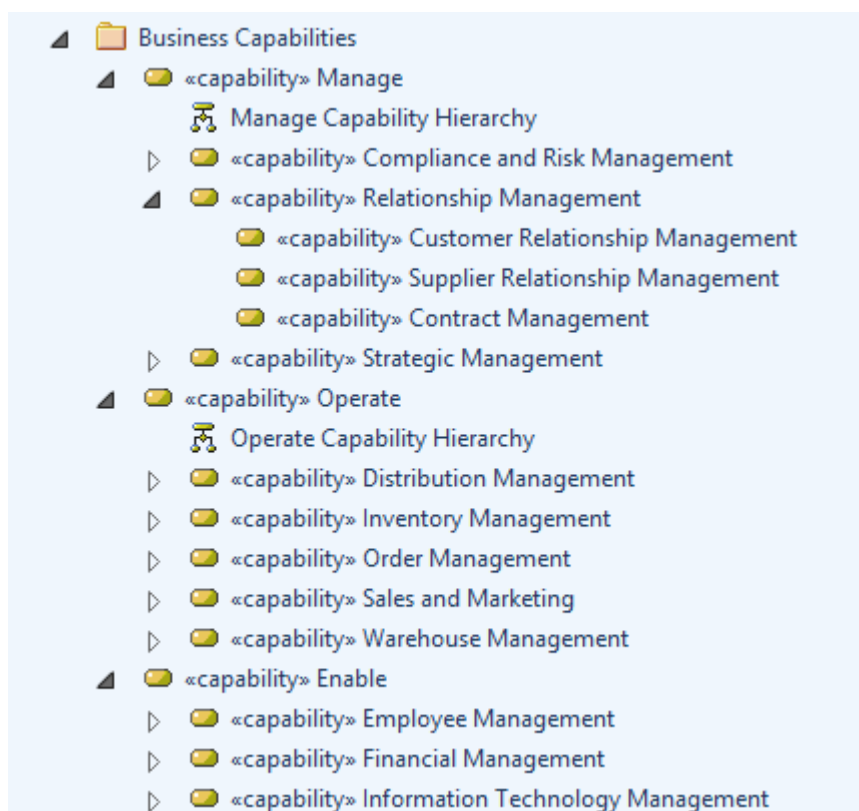 Business Capabilities
«capability» Manage
Manage Capability Hierarchy
«capability» Compliance and Risk Management
«capability» Relationship Management
«capability» Customer Relationship Management
«capability» Supplier Relationship Management
«capability» Contract Management
«capability» Strategic Management
«capability» Operate
Operate Capability Hierarchy
«capability» Distribution Management
«capability» Inventory Management
«capability» Order Management
«capability» Sales and Marketing
«capability» Warehouse Management
«capability» Enable
«capability» Employee Management
«capability» Financial Management
«capability» Information Technology Management